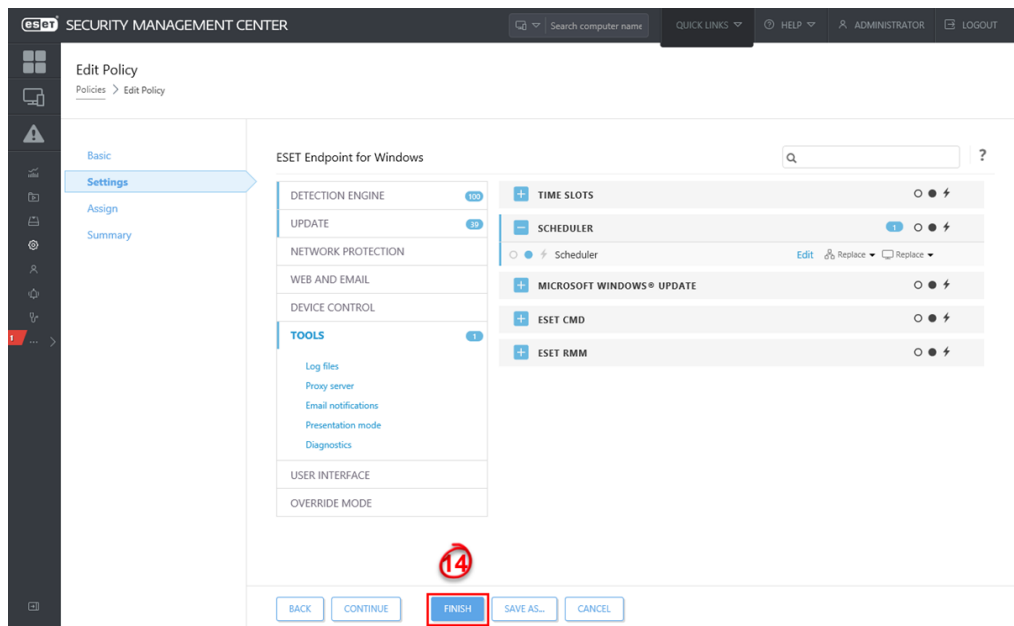 eset SECURITY MANAGEMENT CENTER
Search computer name
QUICK LINKS
HELP
ADMINISTRATOR
LOGOUT
Edit Policy
Policies > Edit Policy
Basic
Settings
Assign
Summary
ESET Endpoint for Windows
?
DETECTION ENGINE 100
UPDATE 39
NETWORK PROTECTION
WEB AND EMAIL
DEVICE CONTROL
TOOLS 1
Log files
Proxy server
Email notifications
Presentation mode
Diagnostics
USER INTERFACE
OVERRIDE MODE
TIME SLOTS
SCHEDULER 1
Scheduler Edit Replace Replace
MICROSOFT WINDOWS® UPDATE
ESET CMD
ESET RMM
1
14
BACK
CONTINUE
FINISH
SAVE AS...
CANCEL